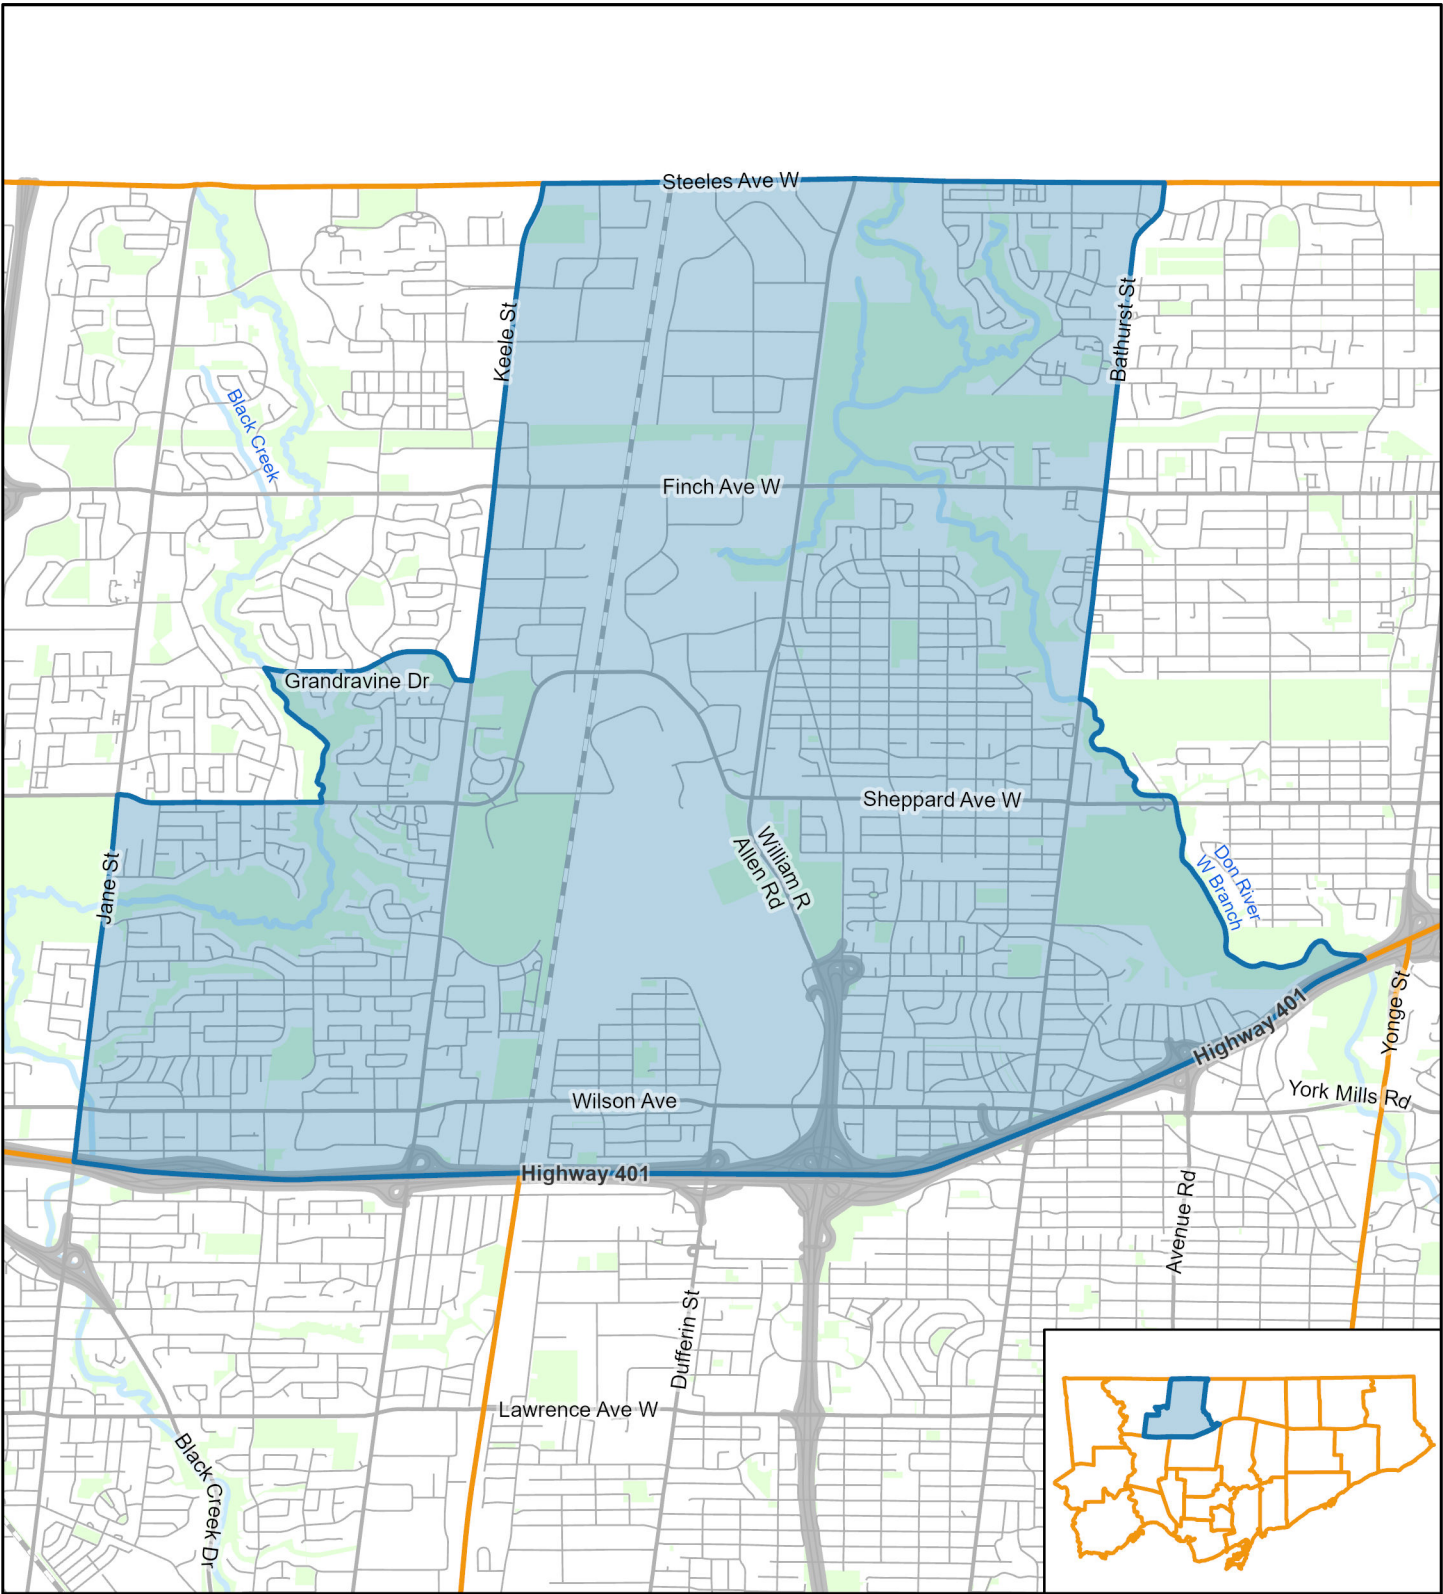 Steeles Ave W
Keele St
Bathurst St
Black Creek
Finch Ave W
Grandravine Dr
Sheppard Ave W
William R
Allen Rd
Jane St
Don River
W Branch
Highway 401
Yonge St
York Mills Rd
Wilson Ave
Highway 401
Avenue Rd
Dufferin St
Lawrence Ave W
Black Creek Dr